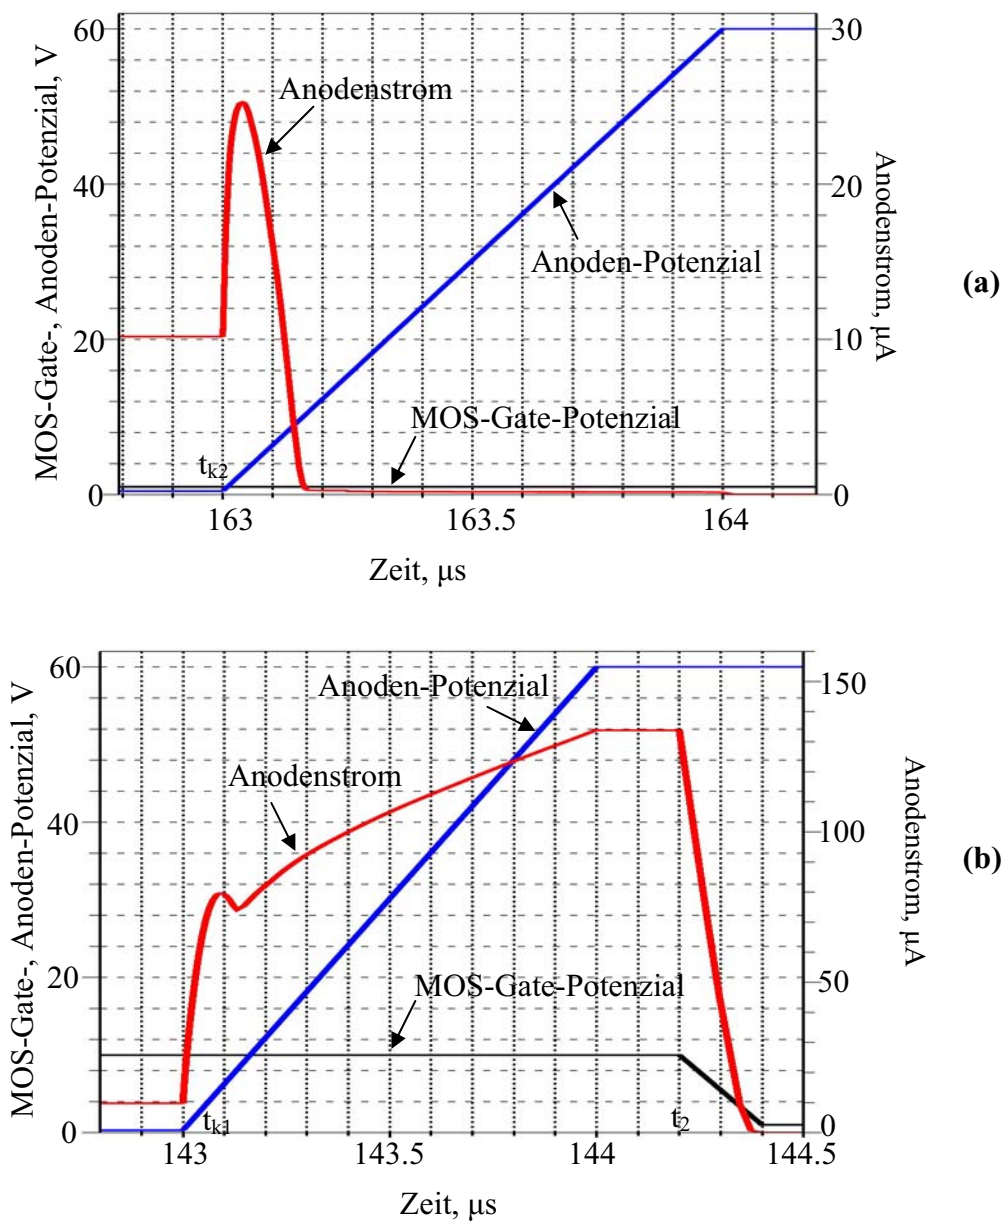 MOS-Gate-, Anoden-Potenzial, V
60
40
20
0
30
20
10
0
Anodenstrom, μA
Anodenstrom
Anoden-Potenzial
MOS-Gate-Potenzial
t_k2
163
163.5
164
Zeit, μs
(a)
MOS-Gate-, Anoden-Potenzial, V
60
40
20
0
150
100
50
0
Anodenstrom, μA
Anoden-Potenzial
Anodenstrom
MOS-Gate-Potenzial
t_k1
t_2
143
143.5
144
144.5
Zeit, μs
(b)